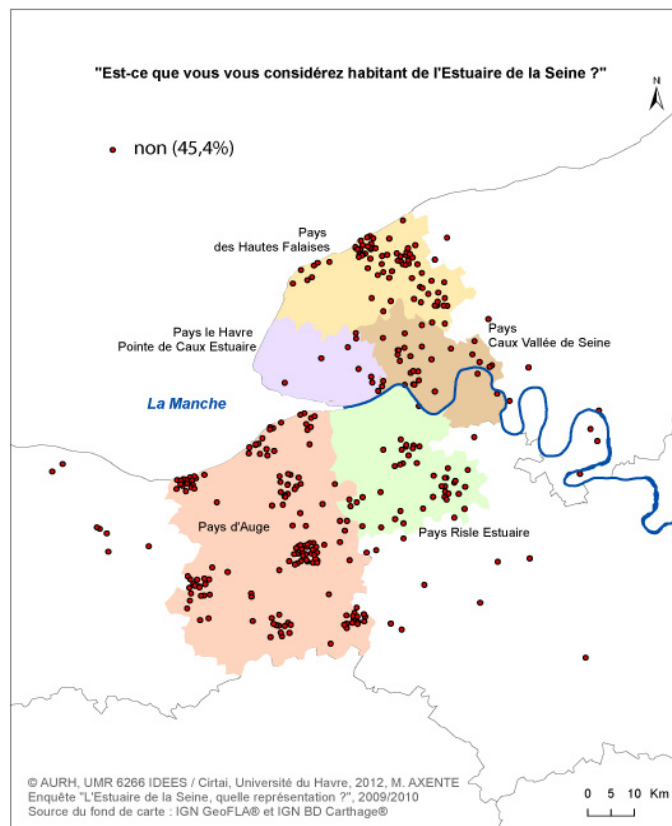 "Est-ce que vous vous considérez habitant de l'Estuaire de la Seine ?"
N
non (45,4%)
Pays
des Hautes Falaises
Pays le Havre
Pointe de Caux Estuaire
Pays
Caux Vallée de Seine
La Manche
Pays d'Auge
Pays Risle Estuaire
© AURH, UMR 6266 IDEES / Cirtai, Université du Havre, 2012, M. AXENTE
Enquête "L'Estuaire de la Seine, quelle représentation ?", 2009/2010
Source du fond de carte : IGN GeoFLA® et IGN BD Carthage®
0 5 10 Km